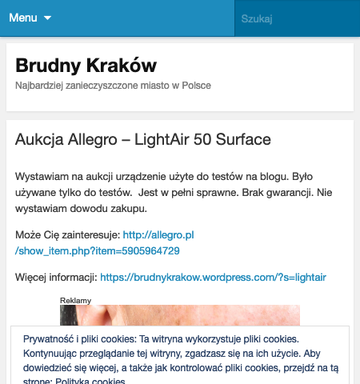 Menu
Szukaj
Brudny Kraków
Najbardziej zanieczyszczone miasto w Polsce
Aukcja Allegro – LightAir 50 Surface
Wystawiam na aukcji urządzenie użyte do testów na blogu. Było
używane tylko do testów.  Jest w pełni sprawne. Brak gwarancji. Nie
wystawiam dowodu zakupu.
Może Cię zainteresuje: http://allegro.pl
/show_item.php?item=5905964729
Więcej informacji: https://brudnykrakow.wordpress.com/?s=lightair
Reklamy
Prywatność i pliki cookies: Ta witryna wykorzystuje pliki cookies.
Kontynuując przeglądanie tej witryny, zgadzasz się na ich użycie. Aby
dowiedzieć się więcej, a także jak kontrolować pliki cookies, przejdź na tą
stronę: Polityka cookies